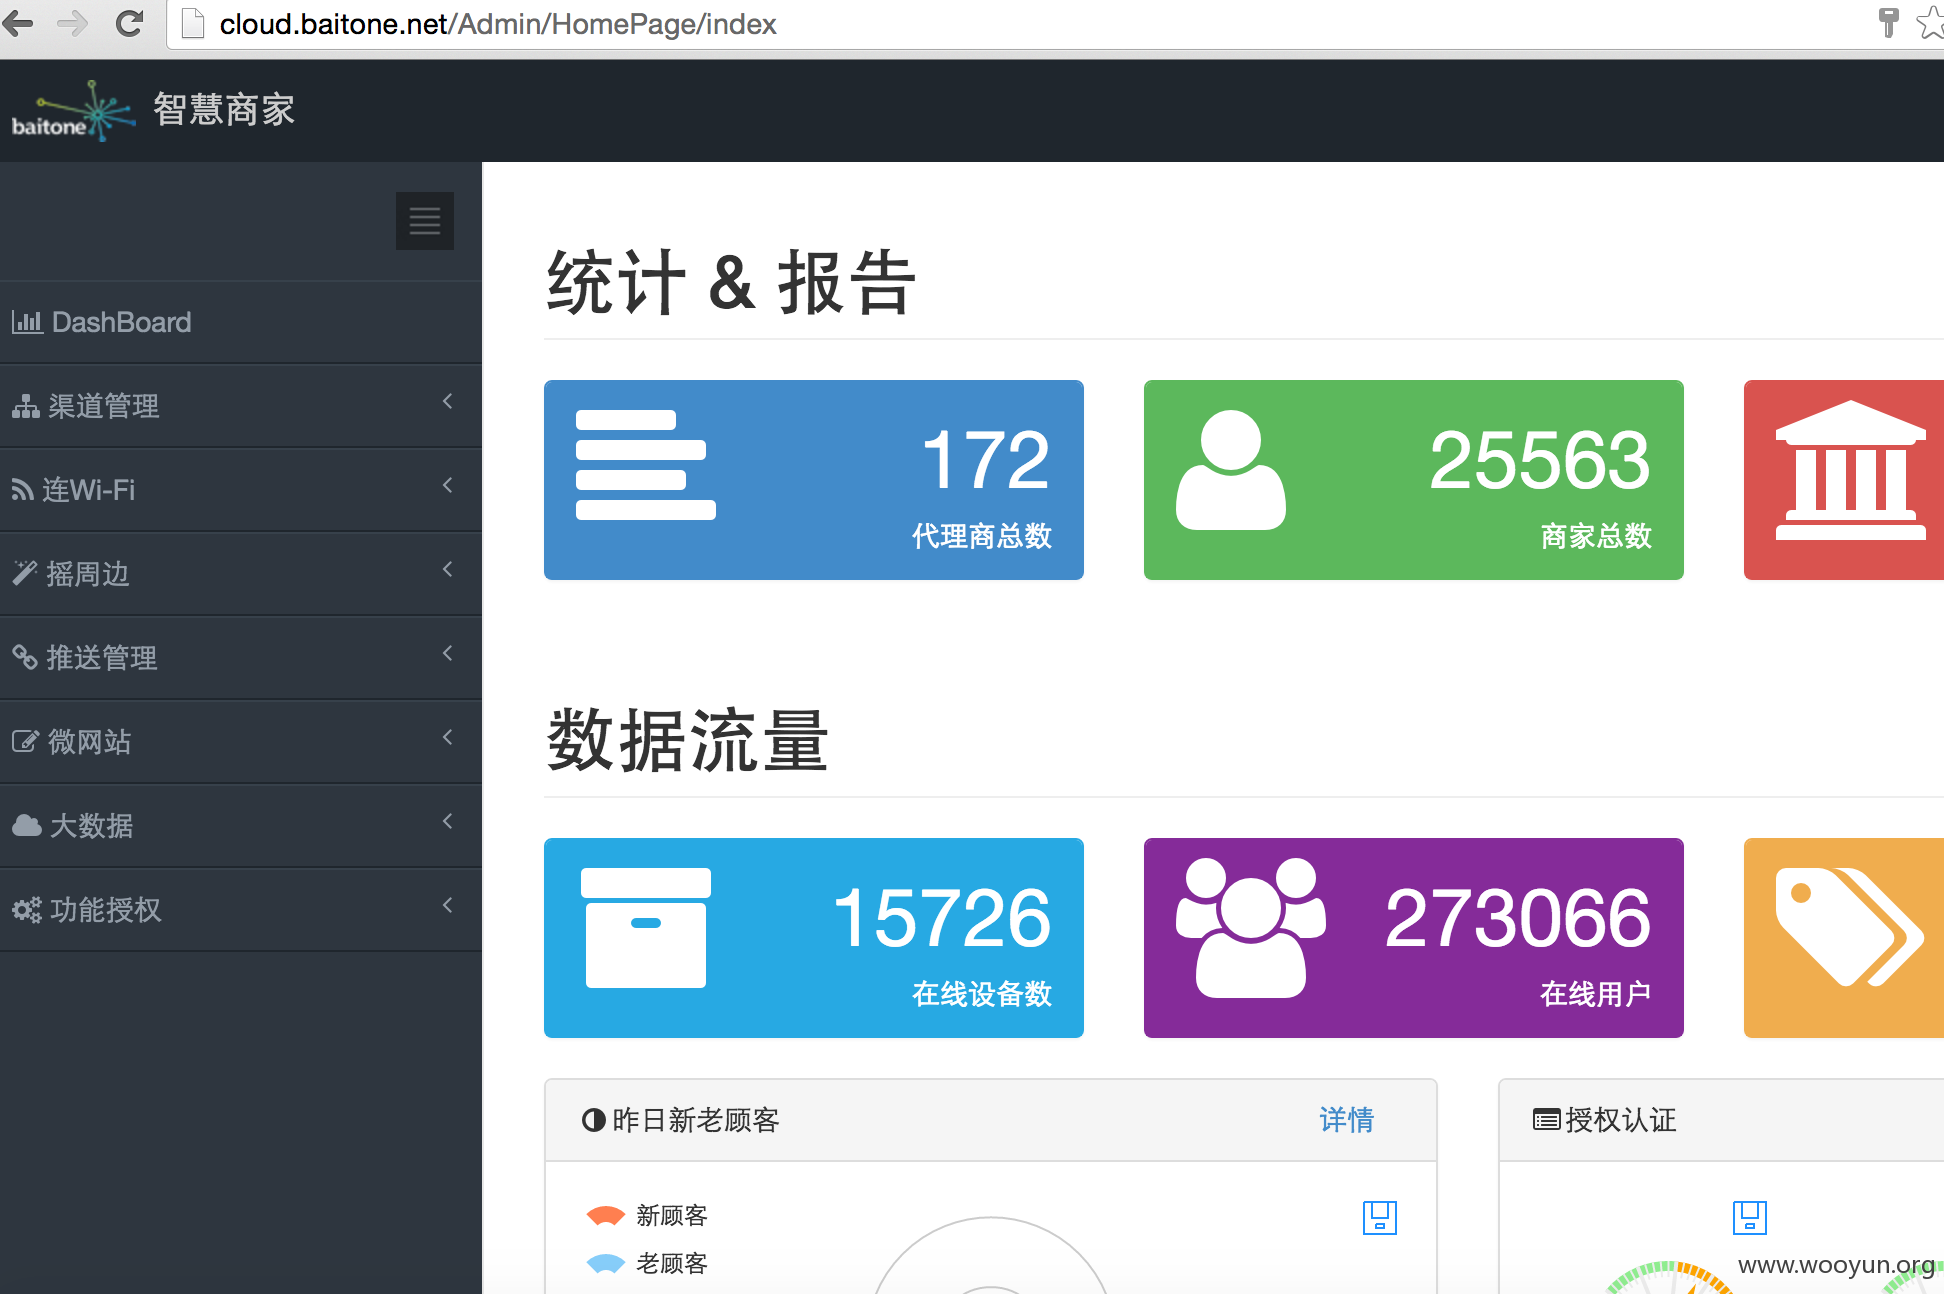 cloud.baitone.net/Admin/HomePage/index
baitone 智慧商家
DashBoard
渠道管理
连Wi-Fi
摇周边
推送管理
微网站
大数据
功能授权
统计 & 报告
172
代理商总数
25563
商家总数
数据流量
15726
在线设备数
273066
在线用户
昨日新老顾客 详情
新顾客
老顾客
授权认证
www.wooyun.org